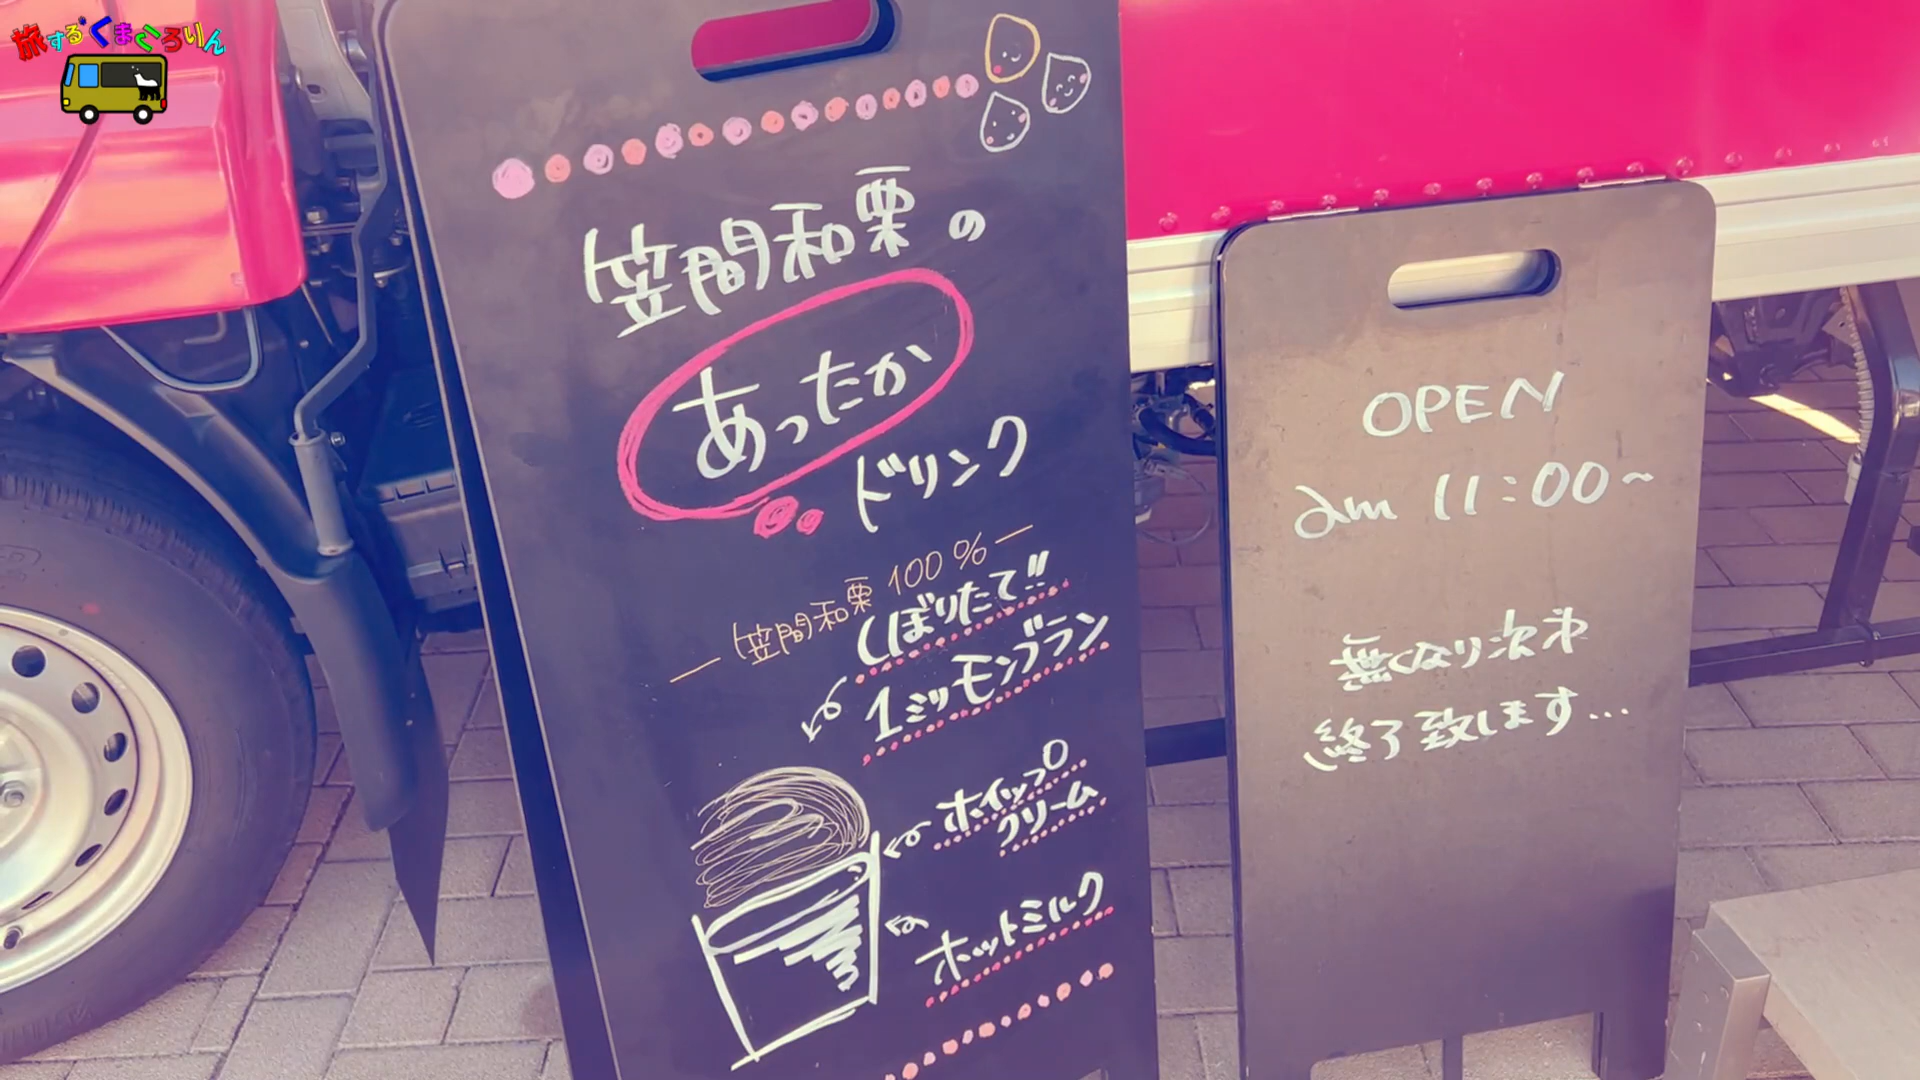 旅するくまころりん
笠間和栗の
あったか
ドリンク
笠間和栗100%
しぼりたて!!
1ミリモンブラン
ホイップ
クリーム
ホットミルク
OPEN
am 11:00~
無くなり次第
終了致します...